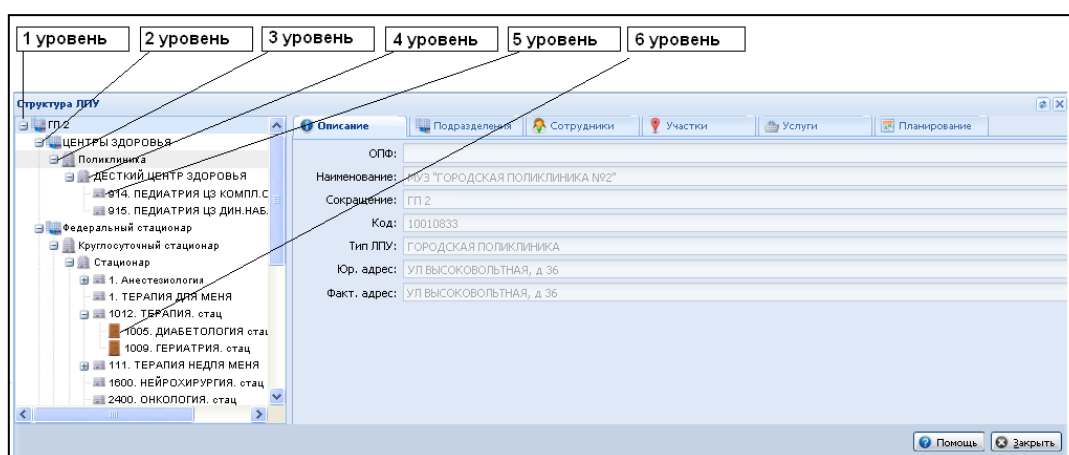 1 уровень 2 уровень 3 уровень 4 уровень 5 уровень 6 уровень
Структура ЛПУ
ГП 2
ЦЕНТРЫ ЗДОРОВЬЯ
Поликлиника
ДЕСТКИЙ ЦЕНТР ЗДОРОВЬЯ
914. ПЕДИАТРИЯ ЦЗ КОМПЛ.С
915. ПЕДИАТРИЯ ЦЗ ДИН.НАБ.
Федеральный стационар
Круглосуточный стационар
Стационар
1. Анестезиология
1. ТЕРАПИЯ ДЛЯ МЕНЯ
1012. ТЕРАПИЯ. стац
1005. ДИАБЕТОЛОГИЯ стац
1009. ГЕРИАТРИЯ. стац
111. ТЕРАПИЯ НЕДЛЯ МЕНЯ
1600. НЕЙРОХИРУРГИЯ. стац
2400. ОНКОЛОГИЯ. стац
Описание Подразделения Сотрудники Участки Услуги Планирование
ОПФ:
Наименование: МУЗ "ГОРОДСКАЯ ПОЛИКЛИНИКА №2"
Сокращение: ГП 2
Код: 10010833
Тип ЛПУ: ГОРОДСКАЯ ПОЛИКЛИНИКА
Юр. адрес: УЛ ВЫСОКОВОЛЬТНАЯ, д 36
Факт. адрес: УЛ ВЫСОКОВОЛЬТНАЯ, д 36
Помощь Закрыть